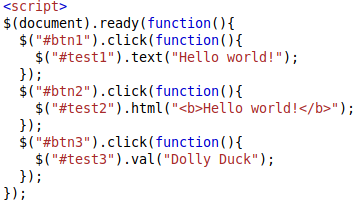 <script>
$(document).ready(function(){
  $("#btn1").click(function(){
    $("#test1").text("Hello world!");
  });
  $("#btn2").click(function(){
    $("#test2").html("<b>Hello world!</b>");
  });
  $("#btn3").click(function(){
    $("#test3").val("Dolly Duck");
  });
});